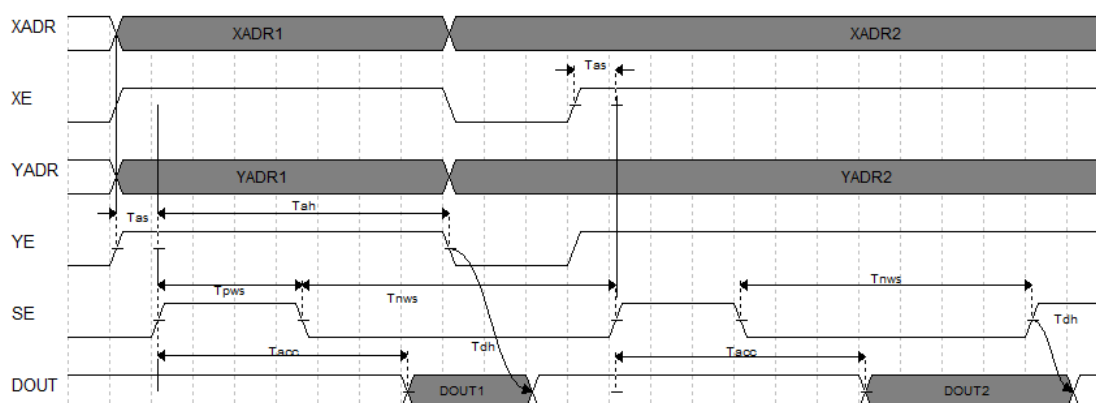 XADR XADR1 XADR2
Tas
XE
YADR YADR1 YADR2
Tas Tah
YE
Tpws Tnws Tnws
SE
Tacc Tdh Tacc Tdh
DOUT DOUT1 DOUT2